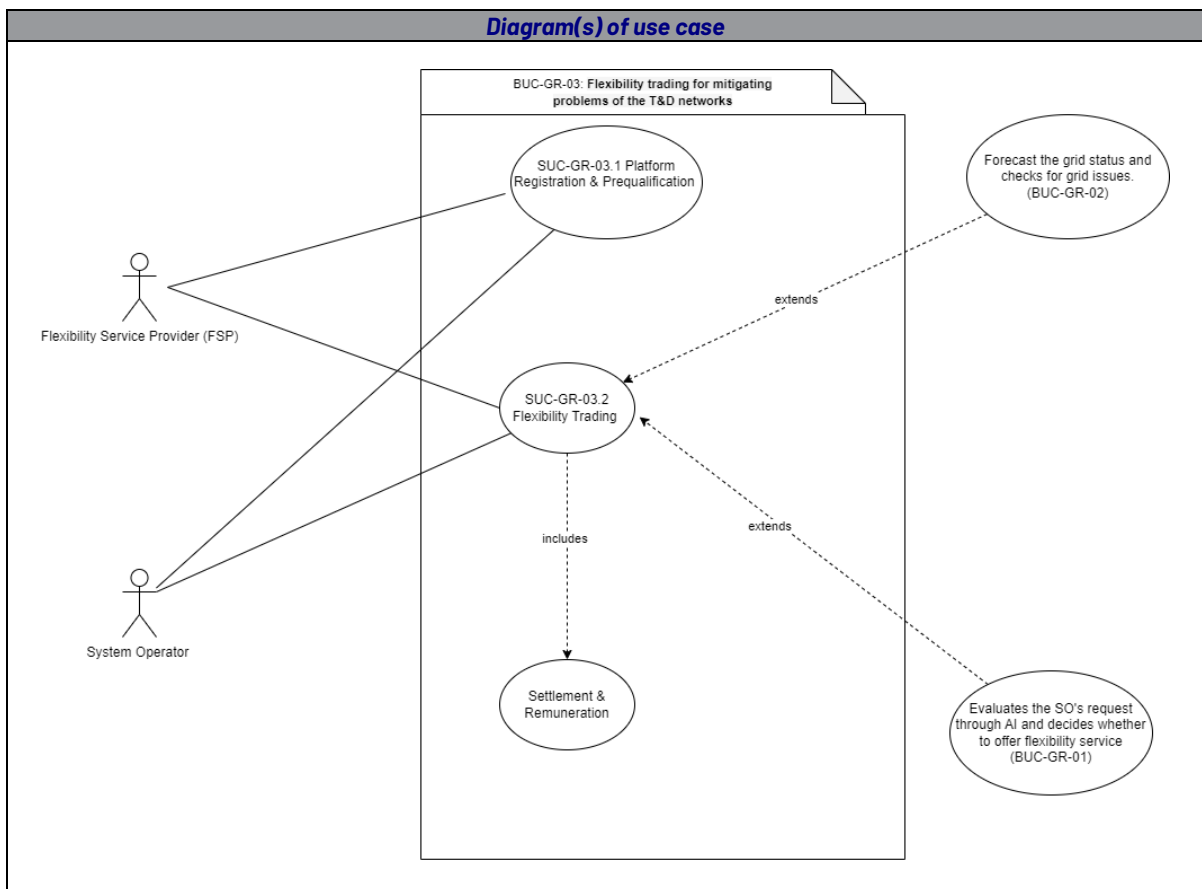 Diagram(s) of use case
BUC-GR-03: Flexibility trading for mitigating
problems of the T&D networks
SUC-GR-03.1 Platform
Registration & Prequalification
Forecast the grid status and
checks for grid issues.
(BUC-GR-02)
extends
Flexibility Service Provider (FSP)
SUC-GR-03.2
Flexibility Trading
extends
includes
System Operator
Settlement &
Remuneration
Evaluates the SO's request
through AI and decides whether
to offer flexibility service
(BUC-GR-01)